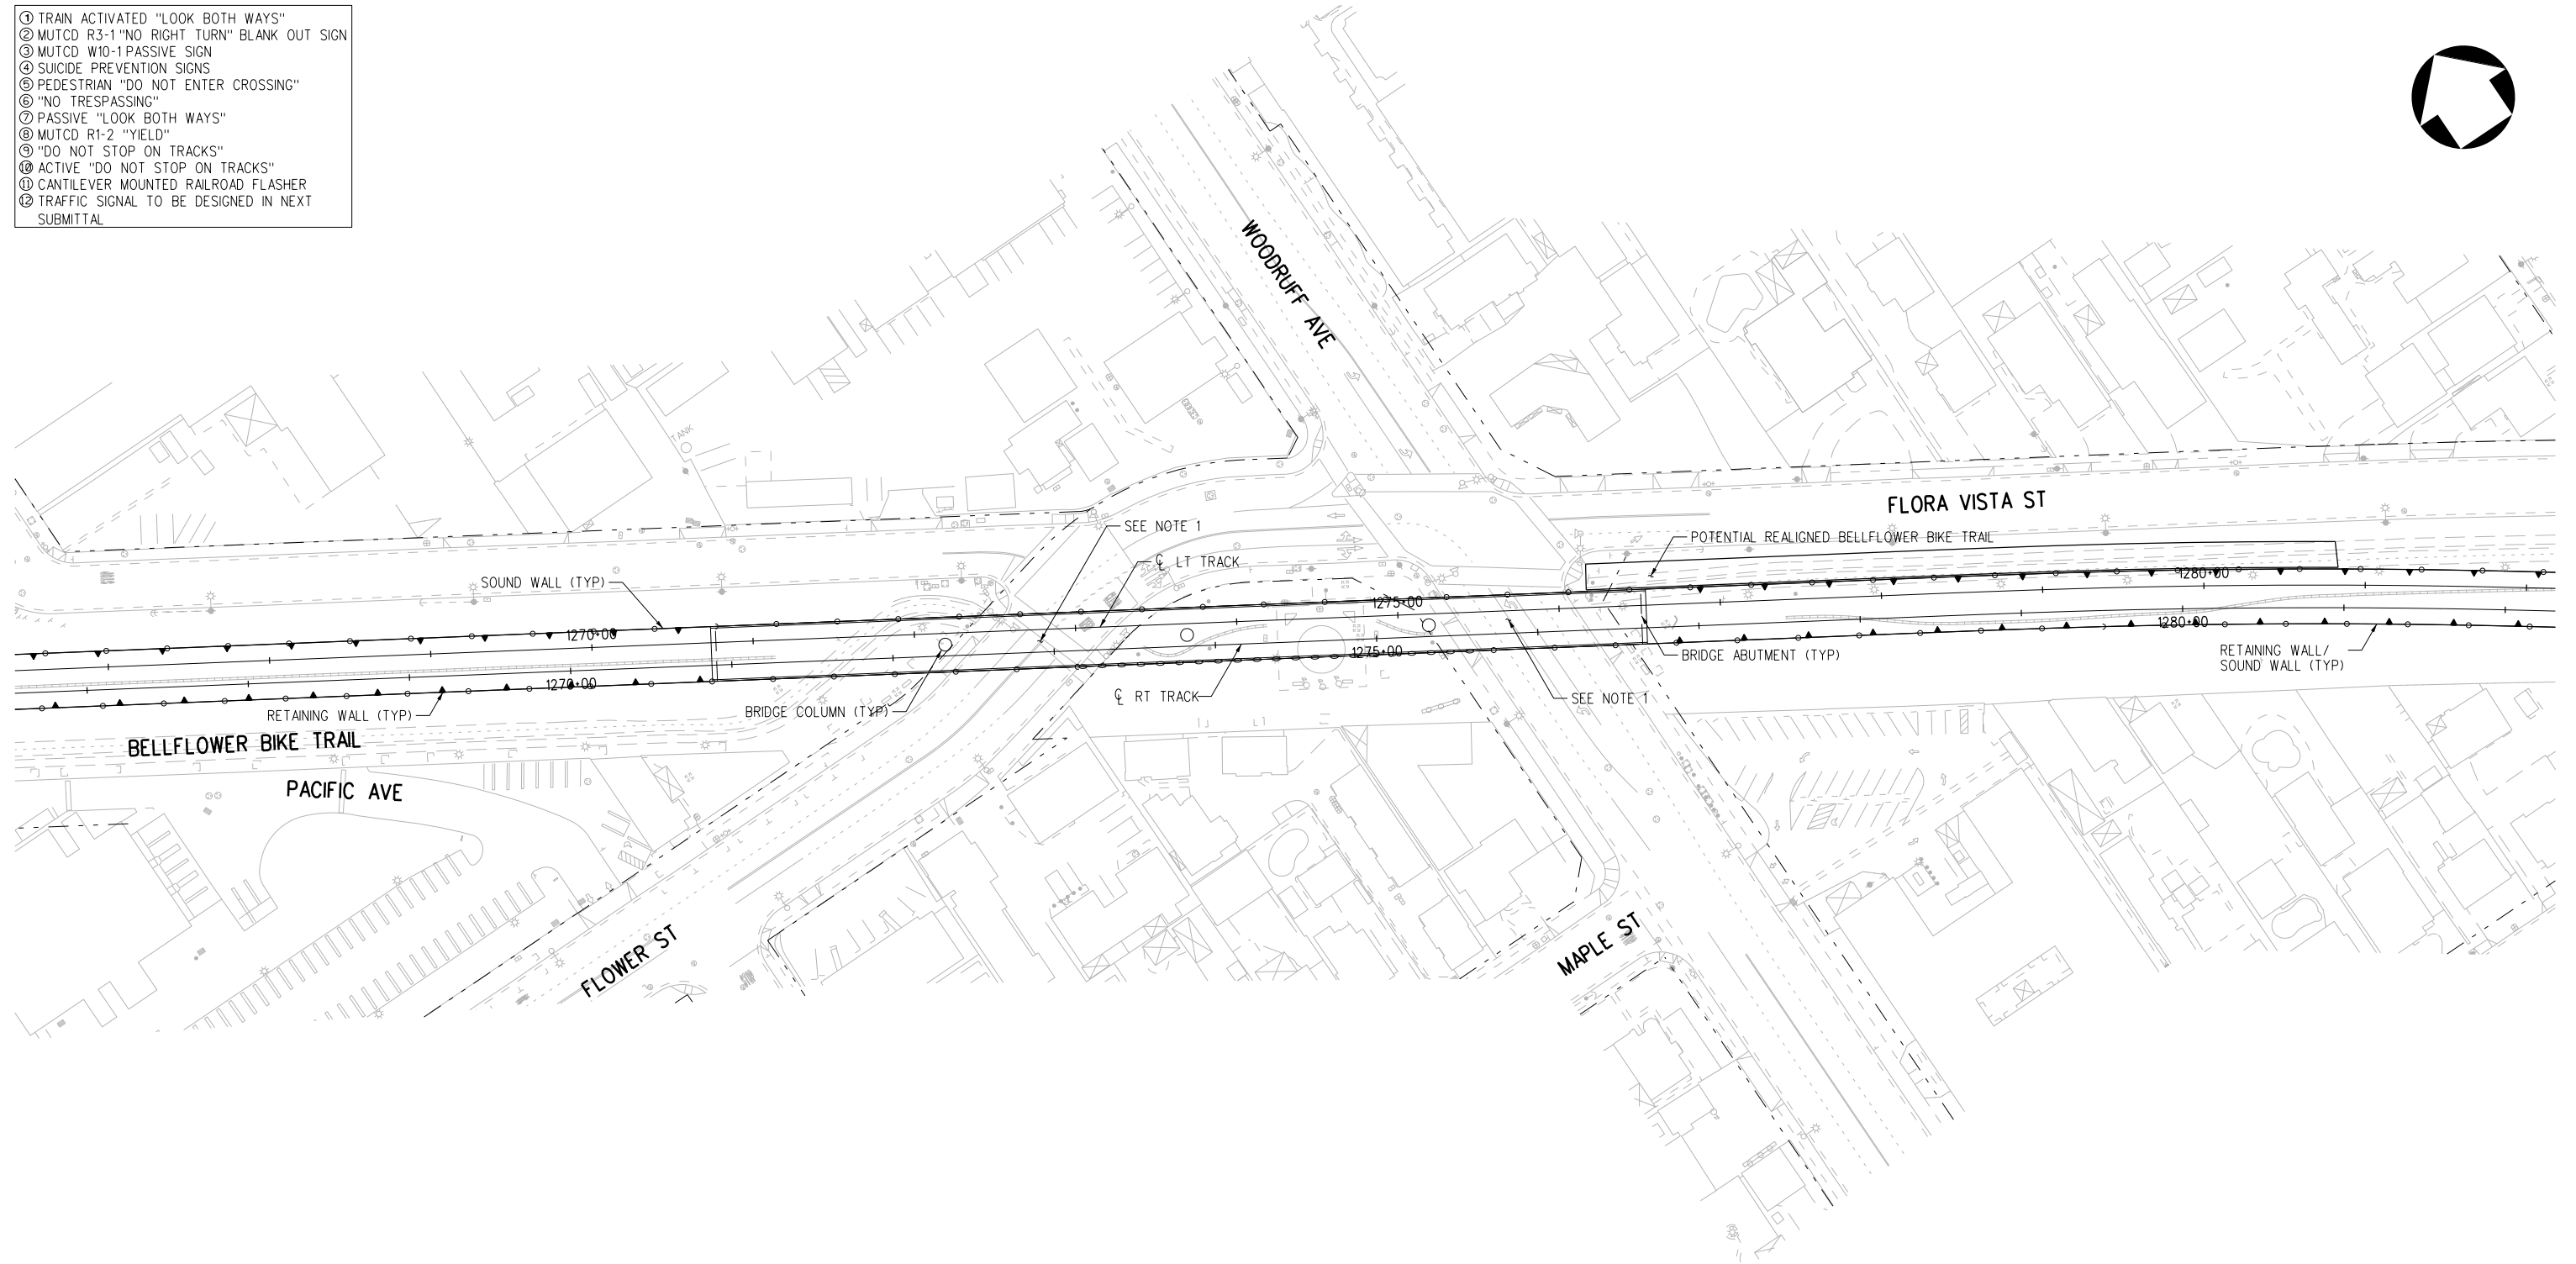 ① TRAIN ACTIVATED "LOOK BOTH WAYS"
② MUTCD R3-1 "NO RIGHT TURN" BLANK OUT SIGN
③ MUTCD W10-1 PASSIVE SIGN
④ SUICIDE PREVENTION SIGNS
⑤ PEDESTRIAN "DO NOT ENTER CROSSING"
⑥ "NO TRESPASSING"
⑦ PASSIVE "LOOK BOTH WAYS"
⑧ MUTCD R1-2 "YIELD"
⑨ "DO NOT STOP ON TRACKS"
⑩ ACTIVE "DO NOT STOP ON TRACKS"
⑪ CANTILEVER MOUNTED RAILROAD FLASHER
⑫ TRAFFIC SIGNAL TO BE DESIGNED IN NEXT
SUBMITTAL
WOODRUFF AVE
TANK
FLORA VISTA ST
SEE NOTE 1
POTENTIAL REALIGNED BELLFLOWER BIKE TRAIL
℄ LT TRACK
SOUND WALL (TYP)
1280+00
1275+00
1280+00
1270+00
1275+00
BRIDGE ABUTMENT (TYP)
RETAINING WALL/
SOUND WALL (TYP)
1270+00
℄ RT TRACK
SEE NOTE 1
BRIDGE COLUMN (TYP)
RETAINING WALL (TYP)
BELLFLOWER BIKE TRAIL
PACIFIC AVE
FLOWER ST
MAPLE ST